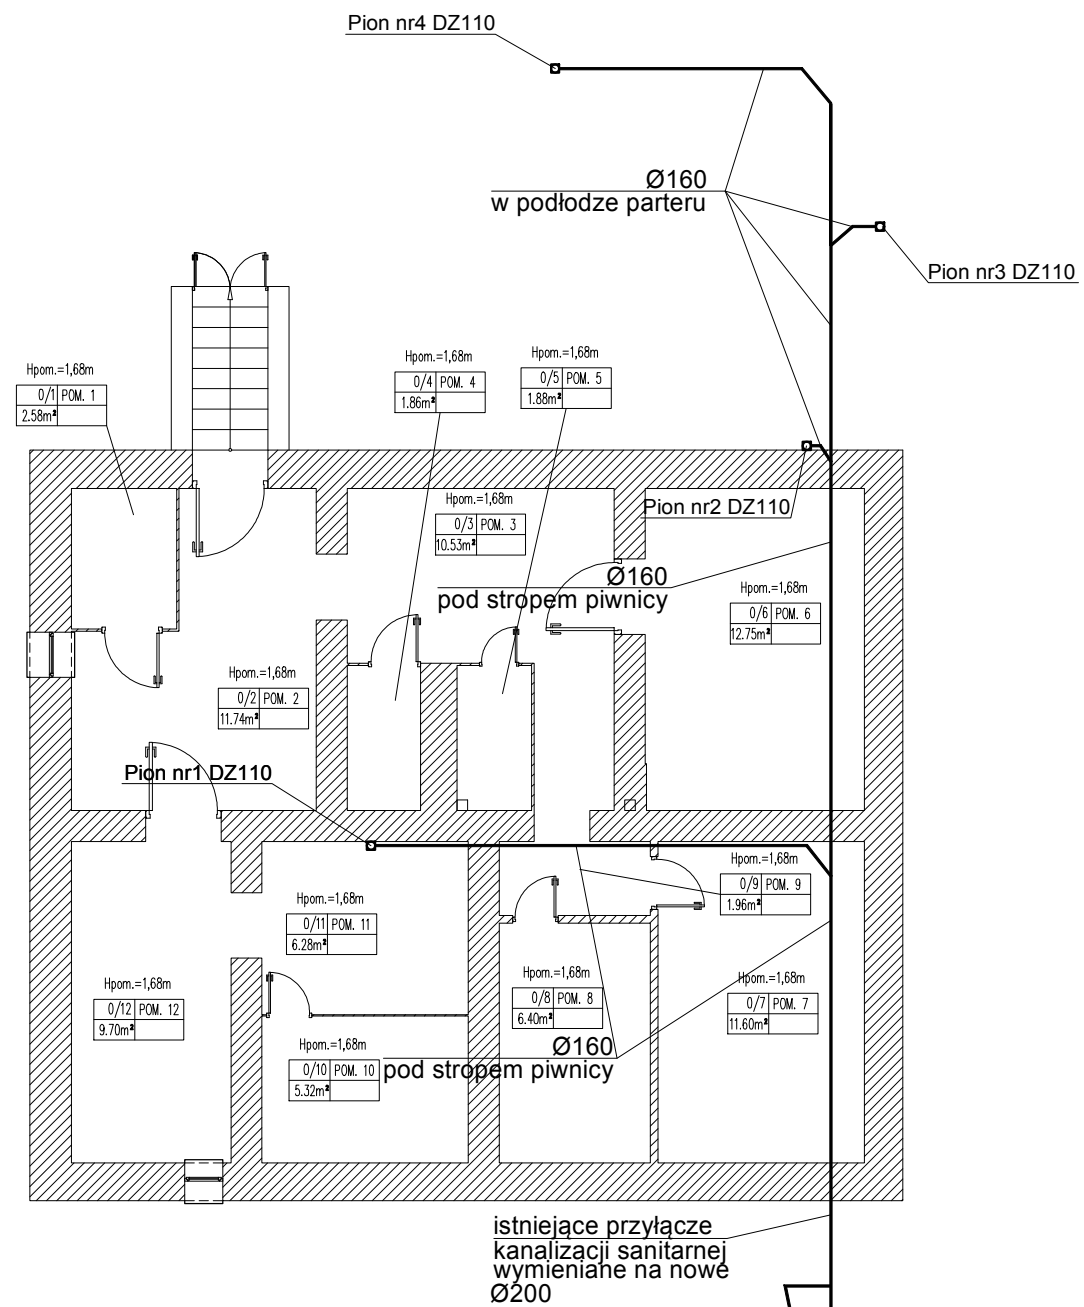 Pion nr4 DZ110
Ø160
w podłodze parteru
Pion nr3 DZ110
Hpom.=1,68m
0/1 POM. 1
2.58m²
Hpom.=1,68m
0/4 POM. 4
1.86m²
Hpom.=1,68m
0/5 POM. 5
1.88m²
Hpom.=1,68m
0/3 POM. 3
10.53m²
Pion nr2 DZ110
Ø160
pod stropem piwnicy
Hpom.=1,68m
0/6 POM. 6
12.75m²
Hpom.=1,68m
0/2 POM. 2
11.74m²
Pion nr1 DZ110
Hpom.=1,68m
0/9 POM. 9
1.96m²
Hpom.=1,68m
0/11 POM. 11
6.28m²
Hpom.=1,68m
0/12 POM. 12
9.70m²
Hpom.=1,68m
0/8 POM. 8
6.40m²
Hpom.=1,68m
0/7 POM. 7
11.60m²
Hpom.=1,68m
0/10 POM. 10
5.32m²
Ø160
pod stropem piwnicy
istniejące przyłącze
kanalizacji sanitarnej
wymieniane na nowe
Ø200